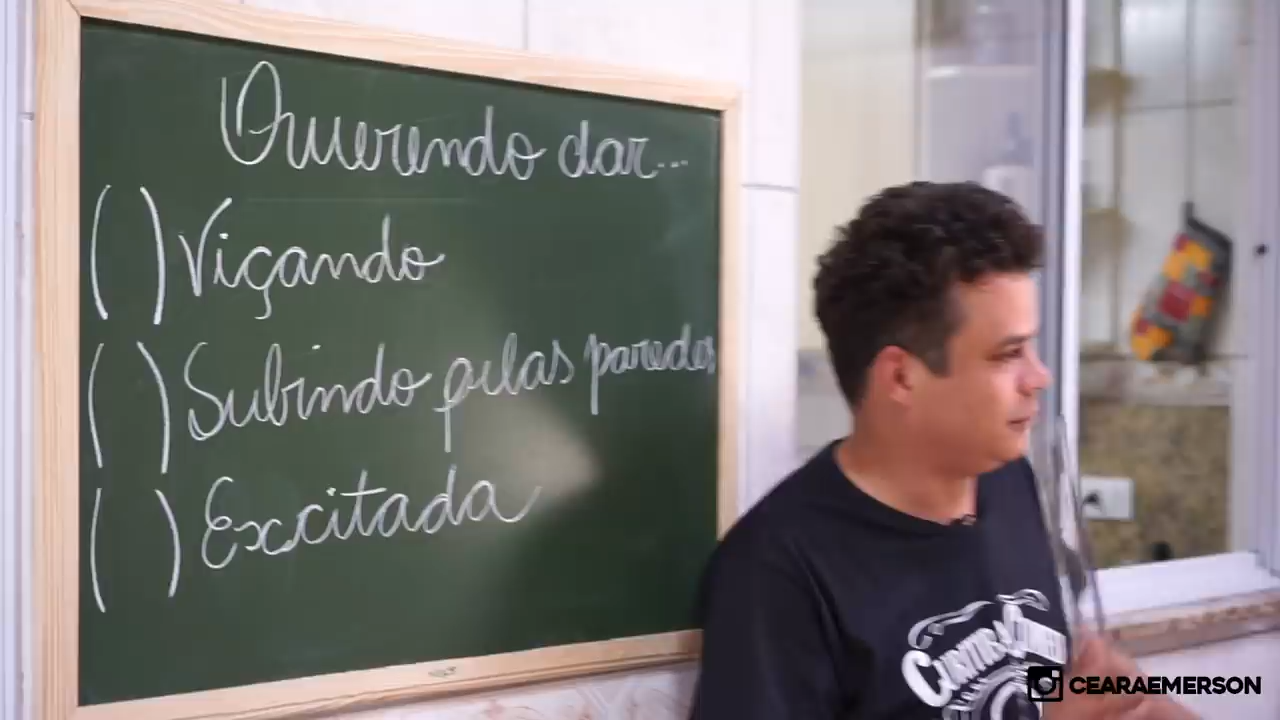 Querendo dar...
( ) Viçando
( ) Subindo pelas paredes
( ) Excitada
CEARAEMERSON